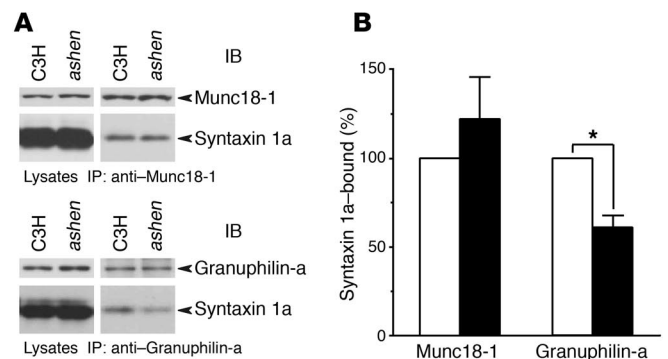 A
C3H
ashen
C3H
ashen
IB
Munc18-1
Syntaxin 1a
Lysates IP: anti–Munc18-1
C3H
ashen
C3H
ashen
IB
Granuphilin-a
Syntaxin 1a
Lysates IP: anti–Granuphilin-a
B
Syntaxin 1a–bound (%)
150
100
50
0
*
Munc18-1 Granuphilin-a